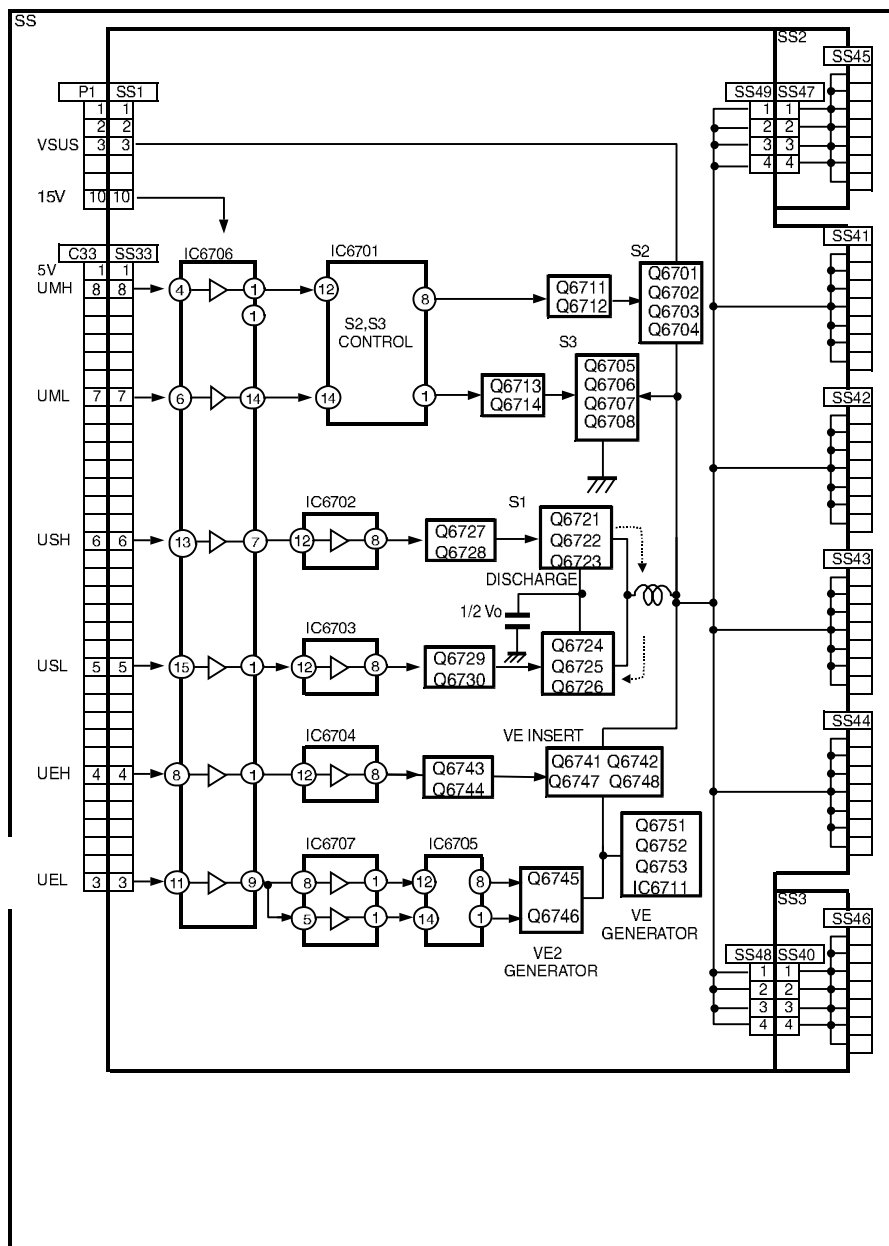 SS
SS2
SS45
P1 SS1
1 1
2 2
VSUS 3 3
15V 10 10
SS49 SS47
1 1
2 2
3 3
4 4
C33 SS33
5V 1 1
UMH 8 8
UML 7 7
USH 6 6
USL 5 5
UEH 4 4
UEL 3 3
IC6706
4 1
1
6 14
13 7
15 1
8 1
11 9
IC6701
12 8
S2,S3
CONTROL
14 1
Q6711
Q6712
S2
Q6701
Q6702
Q6703
Q6704
Q6713
Q6714
S3
Q6705
Q6706
Q6707
Q6708
IC6702
12 8
Q6727
Q6728
S1
Q6721
Q6722
Q6723
DISCHARGE
1/2 Vo
IC6703
12 8
Q6729
Q6730
Q6724
Q6725
Q6726
IC6704
12 8
Q6743
Q6744
VE INSERT
Q6741 Q6742
Q6747 Q6748
IC6707
8 1
5 1
IC6705
12 8
14 1
Q6745
Q6746
VE2
GENERATOR
Q6751
Q6752
Q6753
IC6711
VE
GENERATOR
SS41
SS42
SS43
SS44
SS3
SS46
SS48 SS40
1 1
2 2
3 3
4 4